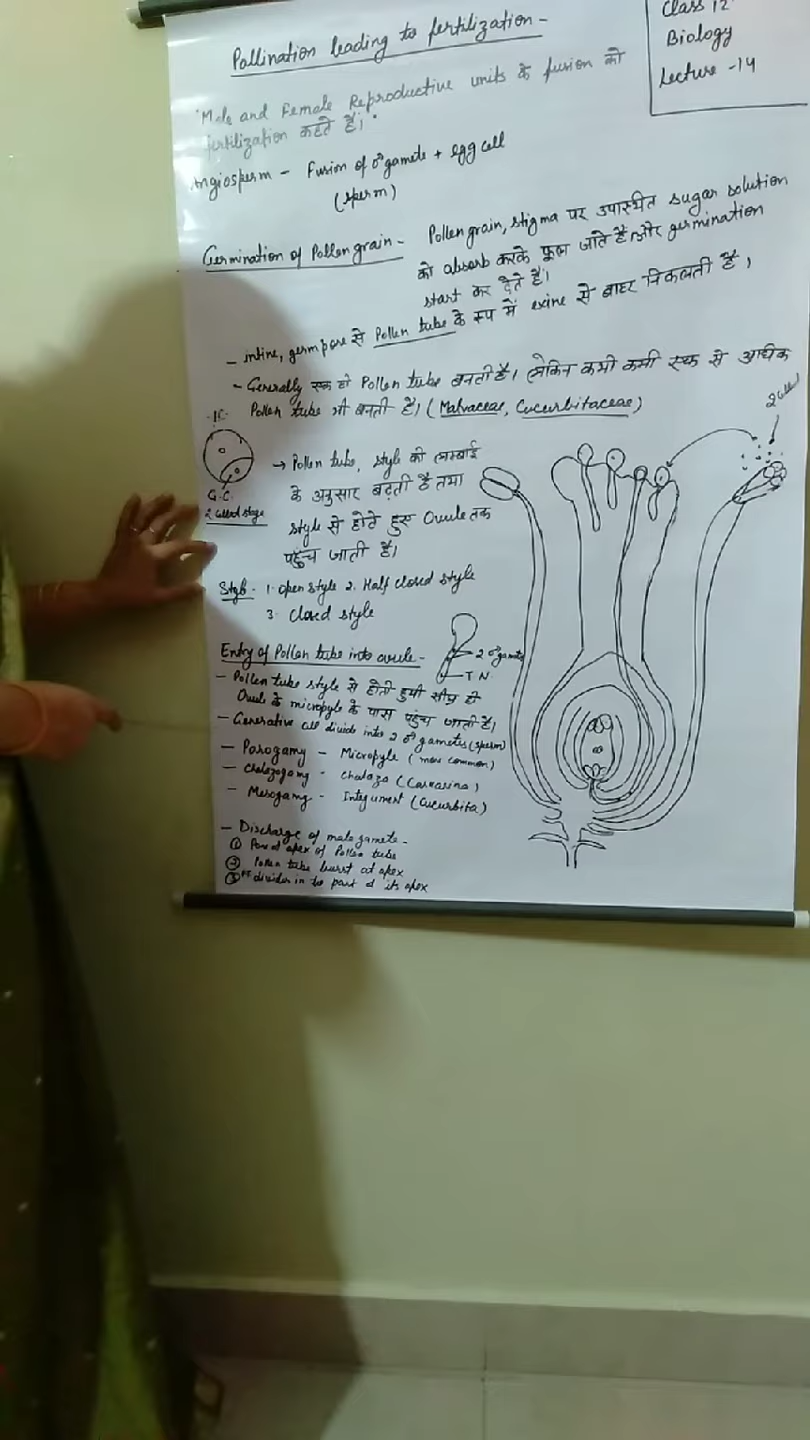 Pollination leading to fertilization -
Class 12
Biology
Lecture -14
"Male and Female Reproductive units के fusion को
fertilization कहते हैं।"
Angiosperm - Fusion of ♂ gamete + egg cell
(sperm)
Germination of Pollen grain - Pollen grain, stigma पर उपास्थीत sugar solution
को absorb करके फूल जाते है और germination
start कर देते हैं।
- intine, germpore से Pollen tube के रूप में exine से बाहर निकलती है ,
- Generally एक ही Pollen tube बनती है। लेकिन कभी कभी एक से अधिक
Pollen tube भी बनती है। (Malvaceae, Cucurbitaceae)
G.C.
2 celled stage
→ Pollen tube, style की लम्बाई
के अनुसार बढ़ती है तथा
style से होते हुए Ovule तक
पहुंच जाती है।
Style - 1. open style 2. Half closed style
3. closed style
Entry of Pollen tube into ovule -
2 ♂ gamete
T.N.
- Pollen tube style से होती हुयी सीध्र ही
Ovule के micropyle के पास पहुंच जाती है।
- Generative cell divide into 2 ♂ gametes (sperm)
- Porogamy - Micropyle (more common)
- Chalazogamy - chalaza (Casuarina)
- Mesogamy - Integument (Cucurbita)
- Discharge of male gamete -
① Pore at apex of Pollen tube
② Pollen tube burst at apex
③ PT divides in two part at its apex